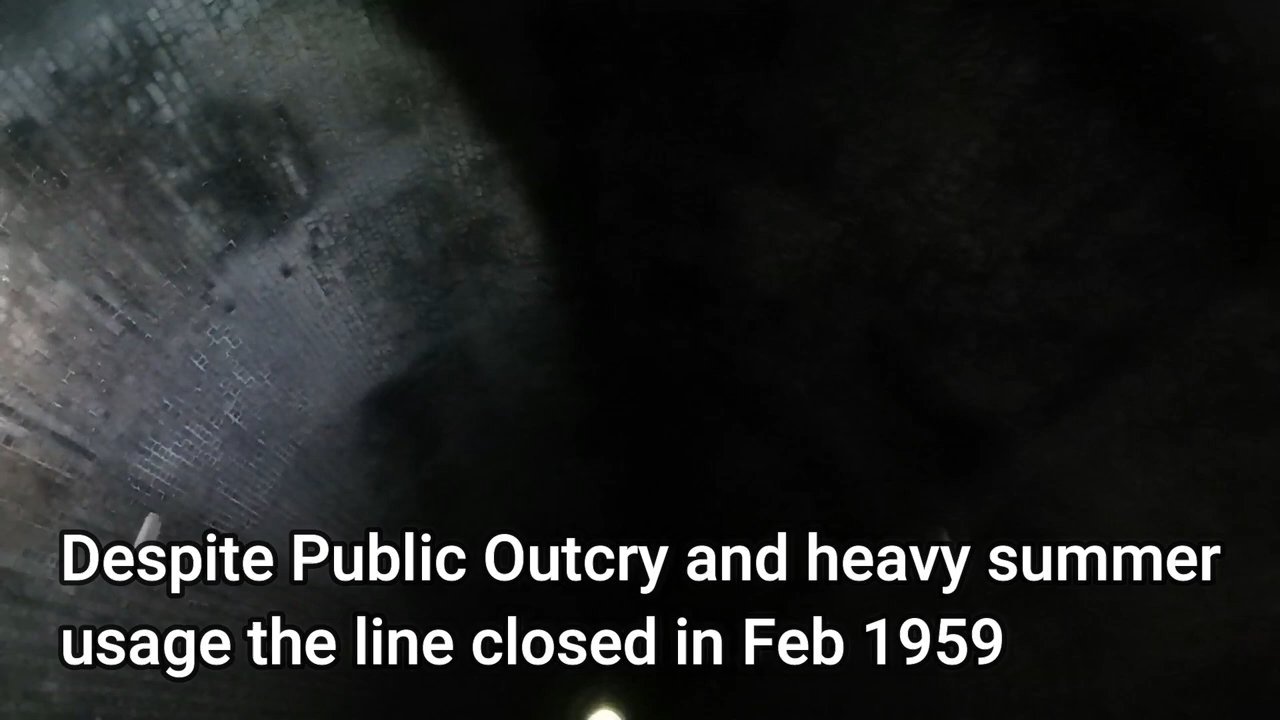 Despite Public Outcry and heavy summer
usage the line closed in Feb 1959